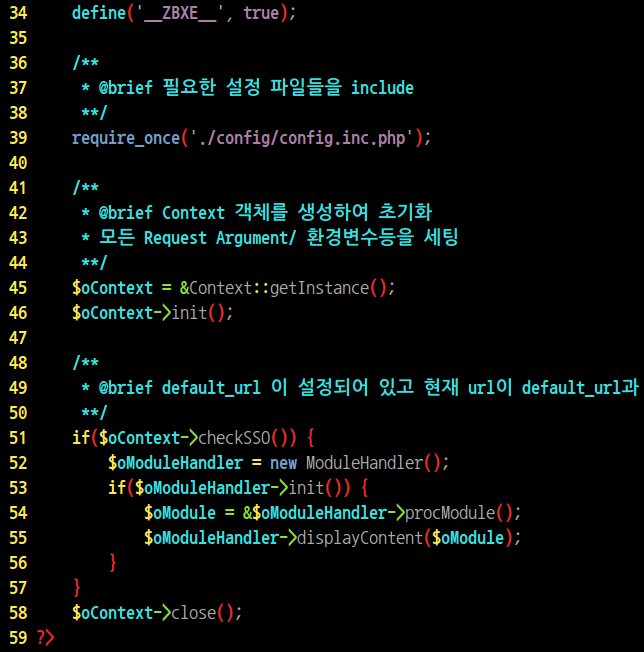 34     define('__ZBXE__', true);
35
36     /**
37      * @brief 필요한 설정 파일들을 include
38      **/
39     require_once('./config/config.inc.php');
40
41     /**
42      * @brief Context 객체를 생성하여 초기화
43      * 모든 Request Argument/ 환경변수등을 세팅
44      **/
45     $oContext = &Context::getInstance();
46     $oContext->init();
47
48     /**
49      * @brief default_url 이 설정되어 있고 현재 url이 default_url과
50      **/
51     if($oContext->checkSSO()) {
52         $oModuleHandler = new ModuleHandler();
53         if($oModuleHandler->init()) {
54             $oModule = &$oModuleHandler->procModule();
55             $oModuleHandler->displayContent($oModule);
56         }
57     }
58     $oContext->close();
59 ?>